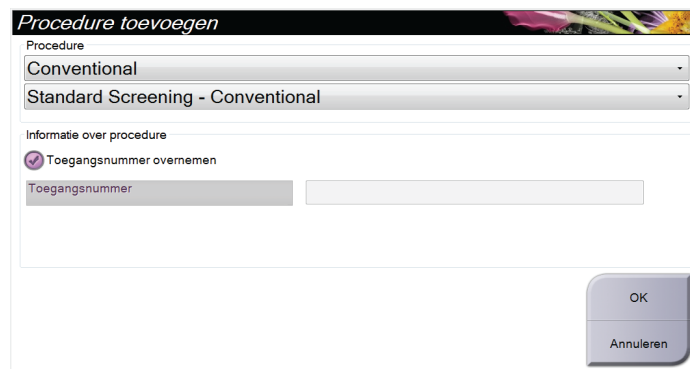 Procedure toevoegen
Procedure
Conventional
Standard Screening - Conventional
Informatie over procedure
Toegangsnummer overnemen
Toegangsnummer
OK
Annuleren